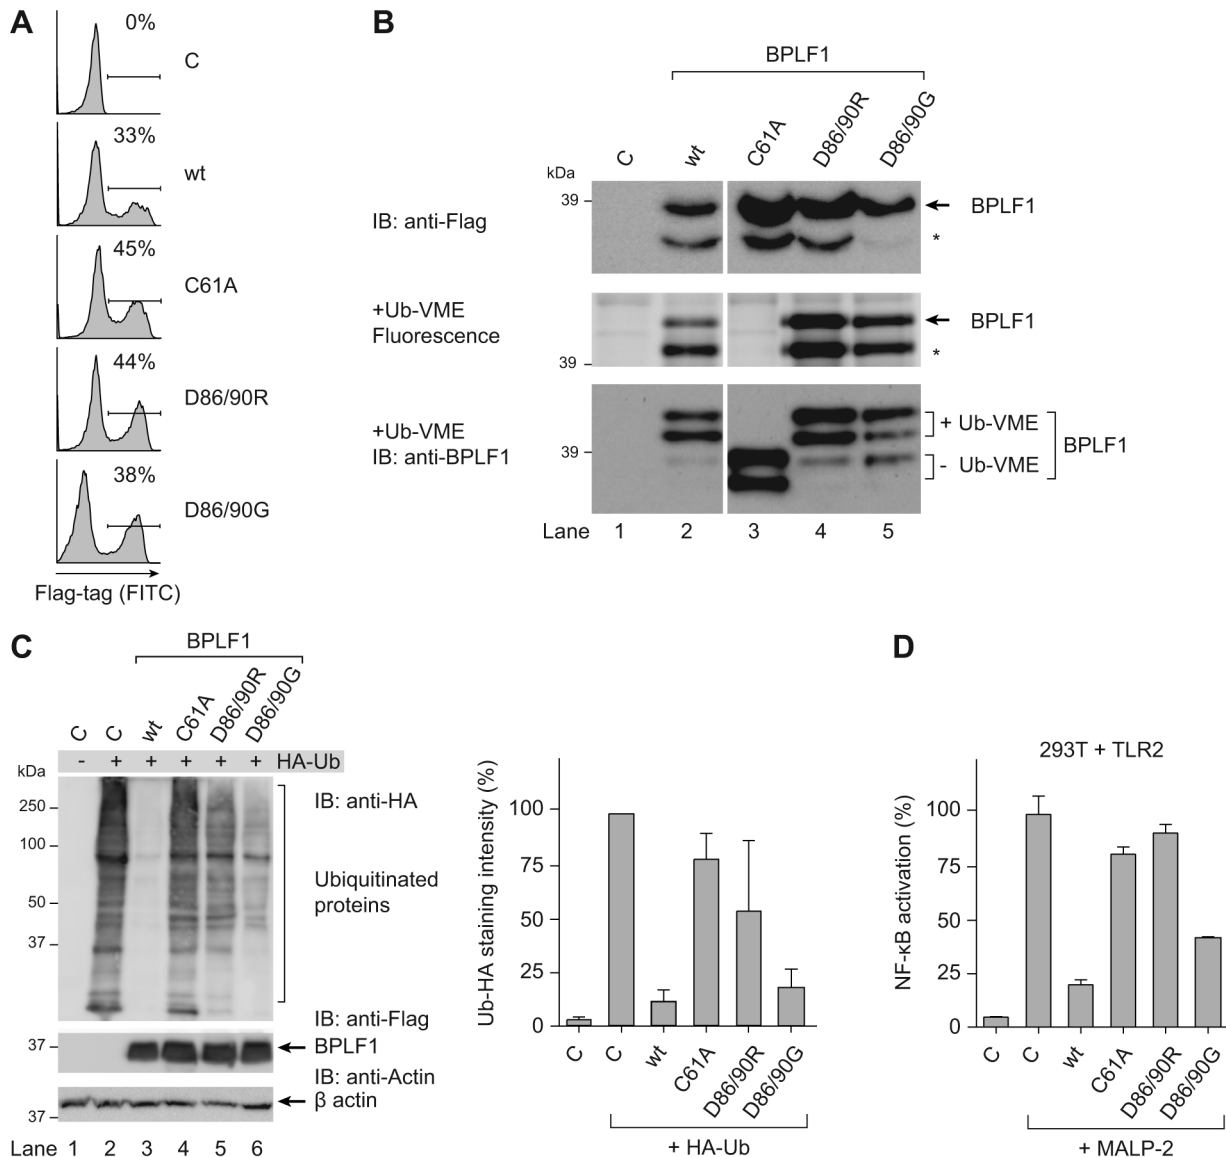 A
0%
C
33%
wt
45%
C61A
44%
D86/90R
38%
D86/90G
Flag-tag (FITC)
B
BPLF1
C
wt
C61A
D86/90R
D86/90G
kDa
39
IB: anti-Flag
BPLF1
*
+Ub-VME
Fluorescence
BPLF1
*
39
+Ub-VME
IB: anti-BPLF1
39
+ Ub-VME
- Ub-VME
BPLF1
Lane 1 2 3 4 5
C
BPLF1
C
C
wt
C61A
D86/90R
D86/90G
- + + + + + HA-Ub
kDa
250
100
50
37
IB: anti-HA
Ubiquitinated
proteins
IB: anti-Flag
37
BPLF1
IB: anti-Actin
β actin
37
Lane 1 2 3 4 5 6
Ub-HA staining intensity (%)
100
75
50
25
0
C
C
wt
C61A
D86/90R
D86/90G
+ HA-Ub
D
293T + TLR2
NF-κB activation (%)
100
75
50
25
0
C
C
wt
C61A
D86/90R
D86/90G
+ MALP-2